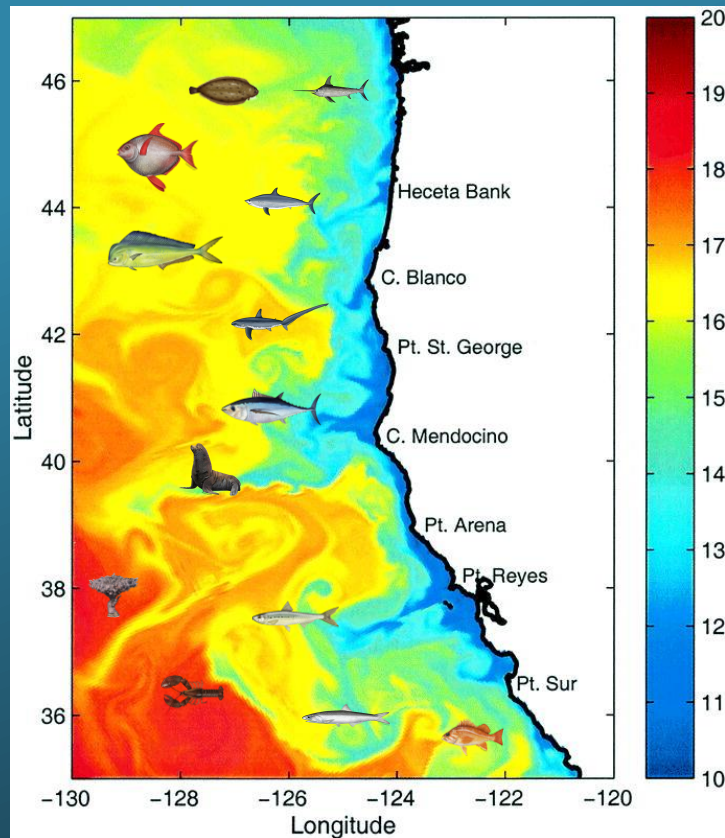 46
44
42
40
38
36
Latitude
Heceta Bank
C. Blanco
Pt. St. George
C. Mendocino
Pt. Arena
Pt. Reyes
Pt. Sur
-130
-128
-126
-124
-122
-120
Longitude
20
19
18
17
16
15
14
13
12
11
10